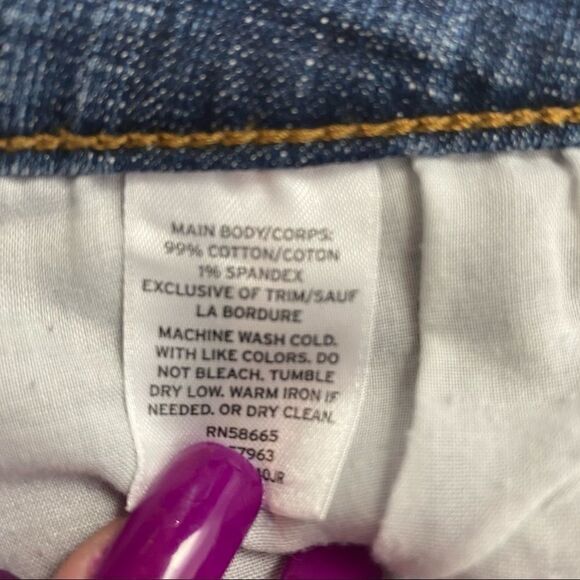 MAIN BODY/CORPS:
99% COTTON/COTON
1% SPANDEX
EXCLUSIVE OF TRIM/SAUF
LA BORDURE
MACHINE WASH COLD.
WITH LIKE COLORS. DO
NOT BLEACH. TUMBLE
DRY LOW. WARM IRON IF
NEEDED. OR DRY CLEAN.
RN58665